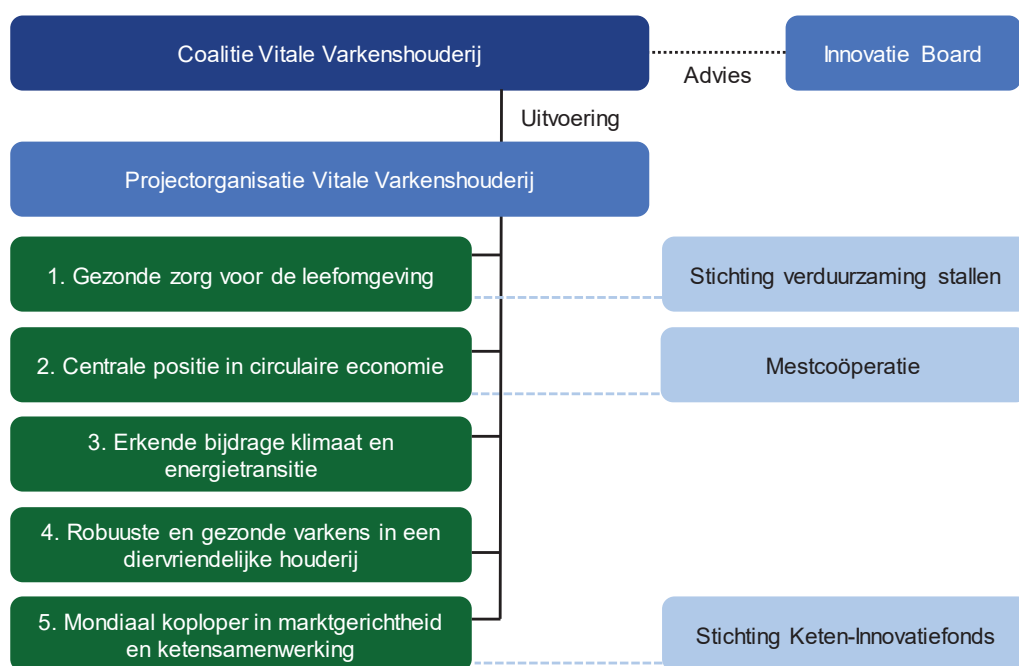 Coalitie Vitale Varkenshouderij
Advies
Innovatie Board
Uitvoering
Projectorganisatie Vitale Varkenshouderij
1. Gezonde zorg voor de leefomgeving
Stichting verduurzaming stallen
2. Centrale positie in circulaire economie
Mestcoöperatie
3. Erkende bijdrage klimaat en
energietransitie
4. Robuuste en gezonde varkens in een
diervriendelijke houderij
5. Mondiaal koploper in marktgerichtheid
en ketensamenwerking
Stichting Keten-Innovatiefonds